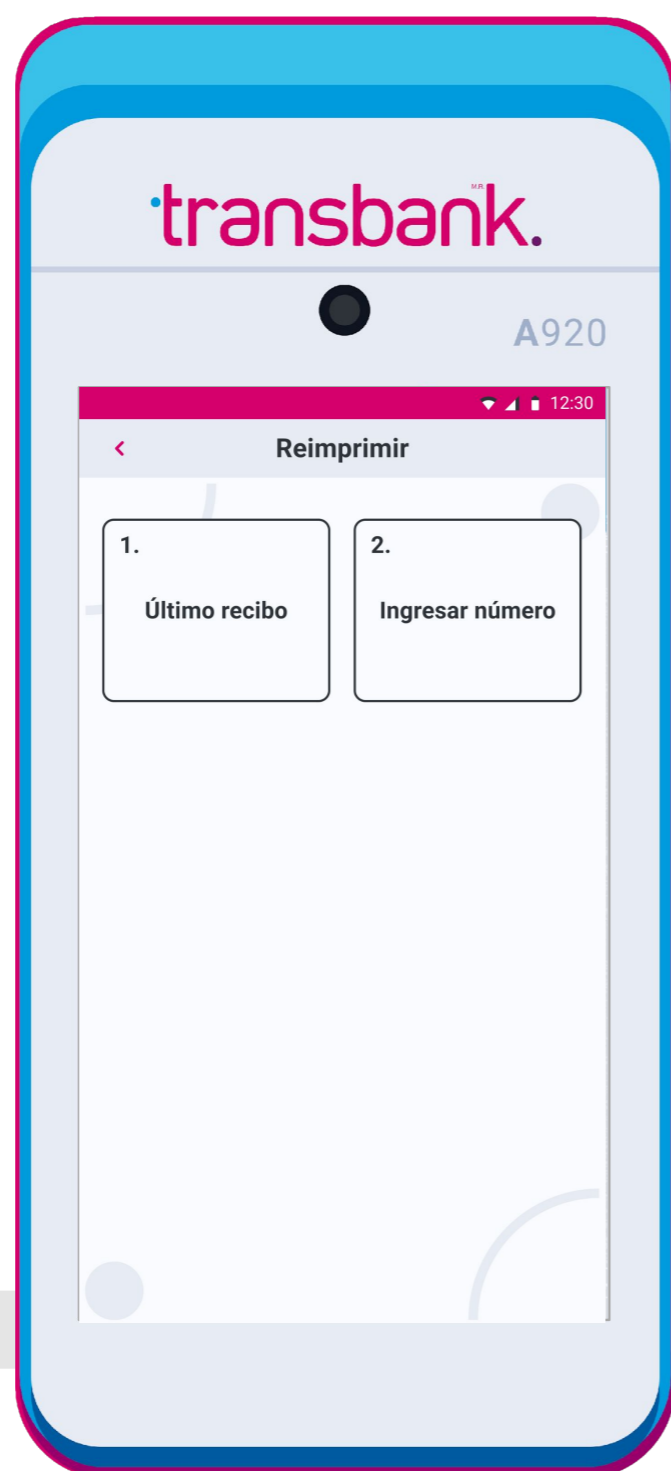 transbank.
M.R.
A920
12:30
Reimprimir
1.
Último recibo
2.
Ingresar número